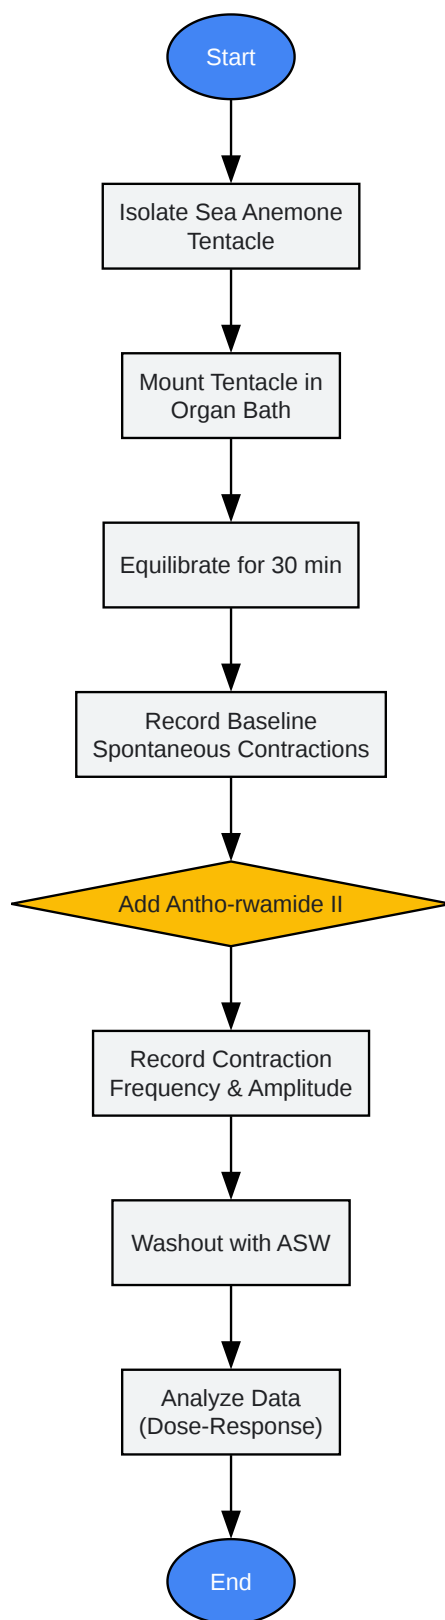 Start
Isolate Sea Anemone
Tentacle
Mount Tentacle in
Organ Bath
Equilibrate for 30 min
Record Baseline
Spontaneous Contractions
Add Antho-rwamide II
Record Contraction
Frequency & Amplitude
Washout with ASW
Analyze Data
(Dose-Response)
End